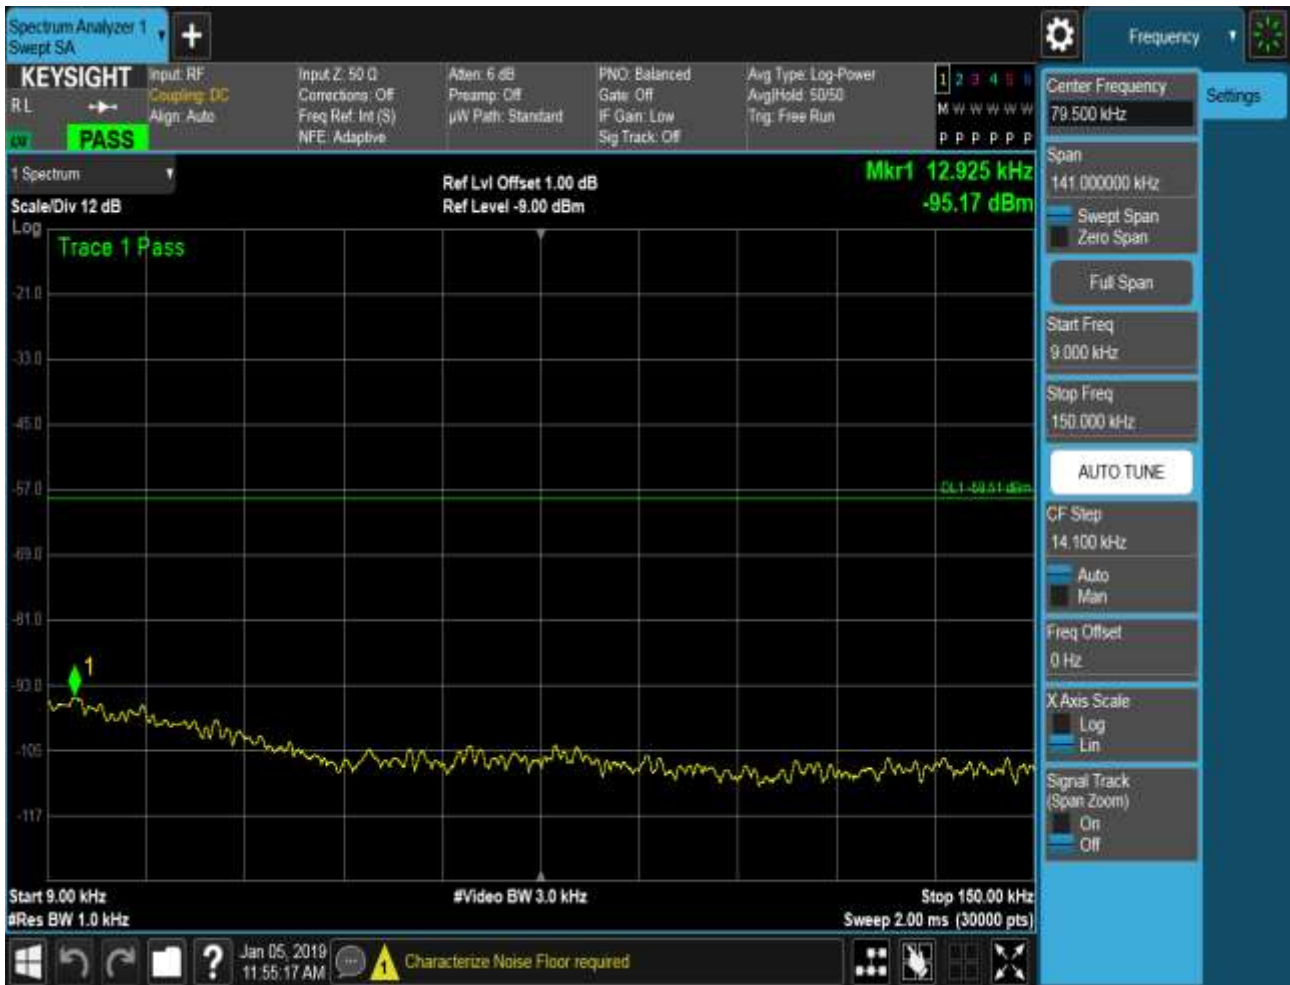 Spectrum Analyzer 1
Swept SA
Frequency
KEYSIGHT
R L
PASS
Input: RF
Coupling: DC
Align: Auto
Input Z: 50 Ω
Corrections: Off
Freq Ref: Int (S)
NFE: Adaptive
Atten: 6 dB
Preamp: Off
µW Path: Standard
PNO: Balanced
Gate: Off
IF Gain: Low
Sig Track: Off
Avg Type: Log-Power
Avg|Hold: 50/50
Trig: Free Run
1 2 3 4 5 6
M W W W W W
P P P P P P
1 Spectrum
Scale/Div 12 dB
Ref Lvl Offset 1.00 dB
Ref Level -9.00 dBm
Mkr1 12.925 kHz
-95.17 dBm
Log
Trace 1 Pass
-21.0
-33.0
-45.0
-57.0
-69.0
-81.0
-93.0
-105
-117
1
Start 9.00 kHz
#Res BW 1.0 kHz
#Video BW 3.0 kHz
Stop 150.00 kHz
Sweep 2.00 ms (30000 pts)
Jan 05, 2019
11:55:17 AM
?
1
Characterize Noise Floor required
Center Frequency
79.500 kHz
Span
141.000000 kHz
Swept Span
Zero Span
Full Span
Start Freq
9.000 kHz
Stop Freq
150.000 kHz
AUTO TUNE
CF Step
14.100 kHz
Auto
Man
Freq Offset
0 Hz
X Axis Scale
Log
Lin
Signal Track
(Span Zoom)
On
Off
Settings